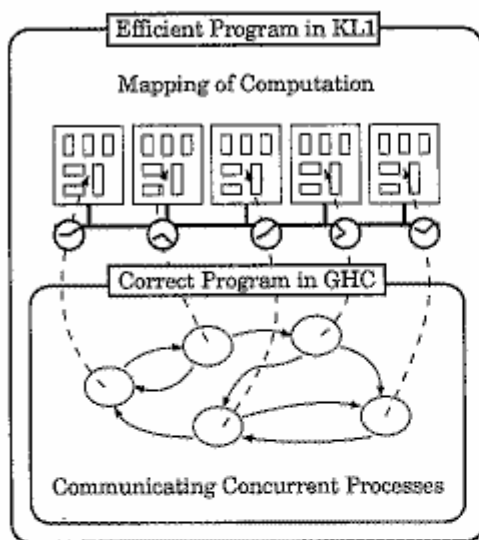 Efficient Program in KL1
Mapping of Computation
Correct Program in GHC
Communicating Concurrent Processes